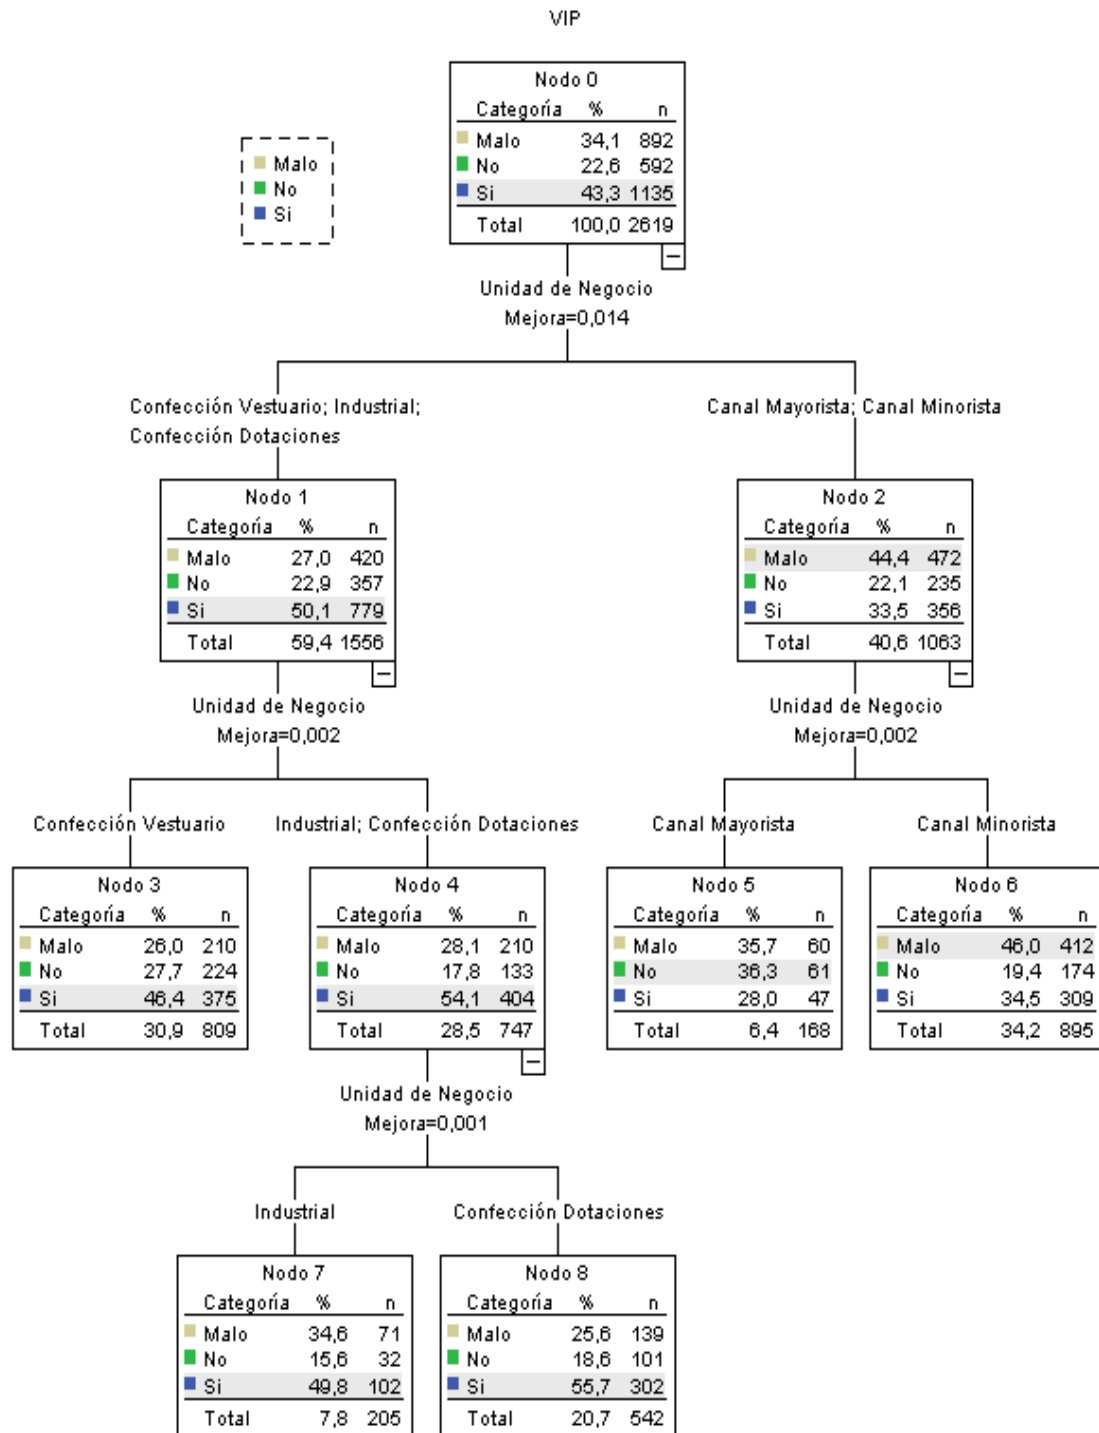 VIP
Nodo 0
Categoría % n
Malo 34,1 892
No 22,6 592
Si 43,3 1135
Total 100,0 2619
Malo
No
Si
Unidad de Negocio
Mejora=0,014
Confección Vestuario; Industrial;
Confección Dotaciones
Canal Mayorista; Canal Minorista
Nodo 1
Categoría % n
Malo 27,0 420
No 22,9 357
Si 50,1 779
Total 59,4 1556
Nodo 2
Categoría % n
Malo 44,4 472
No 22,1 235
Si 33,5 356
Total 40,6 1063
Unidad de Negocio
Mejora=0,002
Unidad de Negocio
Mejora=0,002
Confección Vestuario
Industrial; Confección Dotaciones
Canal Mayorista
Canal Minorista
Nodo 3
Categoría % n
Malo 26,0 210
No 27,7 224
Si 46,4 375
Total 30,9 809
Nodo 4
Categoría % n
Malo 28,1 210
No 17,8 133
Si 54,1 404
Total 28,5 747
Nodo 5
Categoría % n
Malo 35,7 60
No 36,3 61
Si 28,0 47
Total 6,4 168
Nodo 6
Categoría % n
Malo 46,0 412
No 19,4 174
Si 34,5 309
Total 34,2 895
Unidad de Negocio
Mejora=0,001
Industrial
Confección Dotaciones
Nodo 7
Categoría % n
Malo 34,6 71
No 15,6 32
Si 49,8 102
Total 7,8 205
Nodo 8
Categoría % n
Malo 25,6 139
No 18,6 101
Si 55,7 302
Total 20,7 542